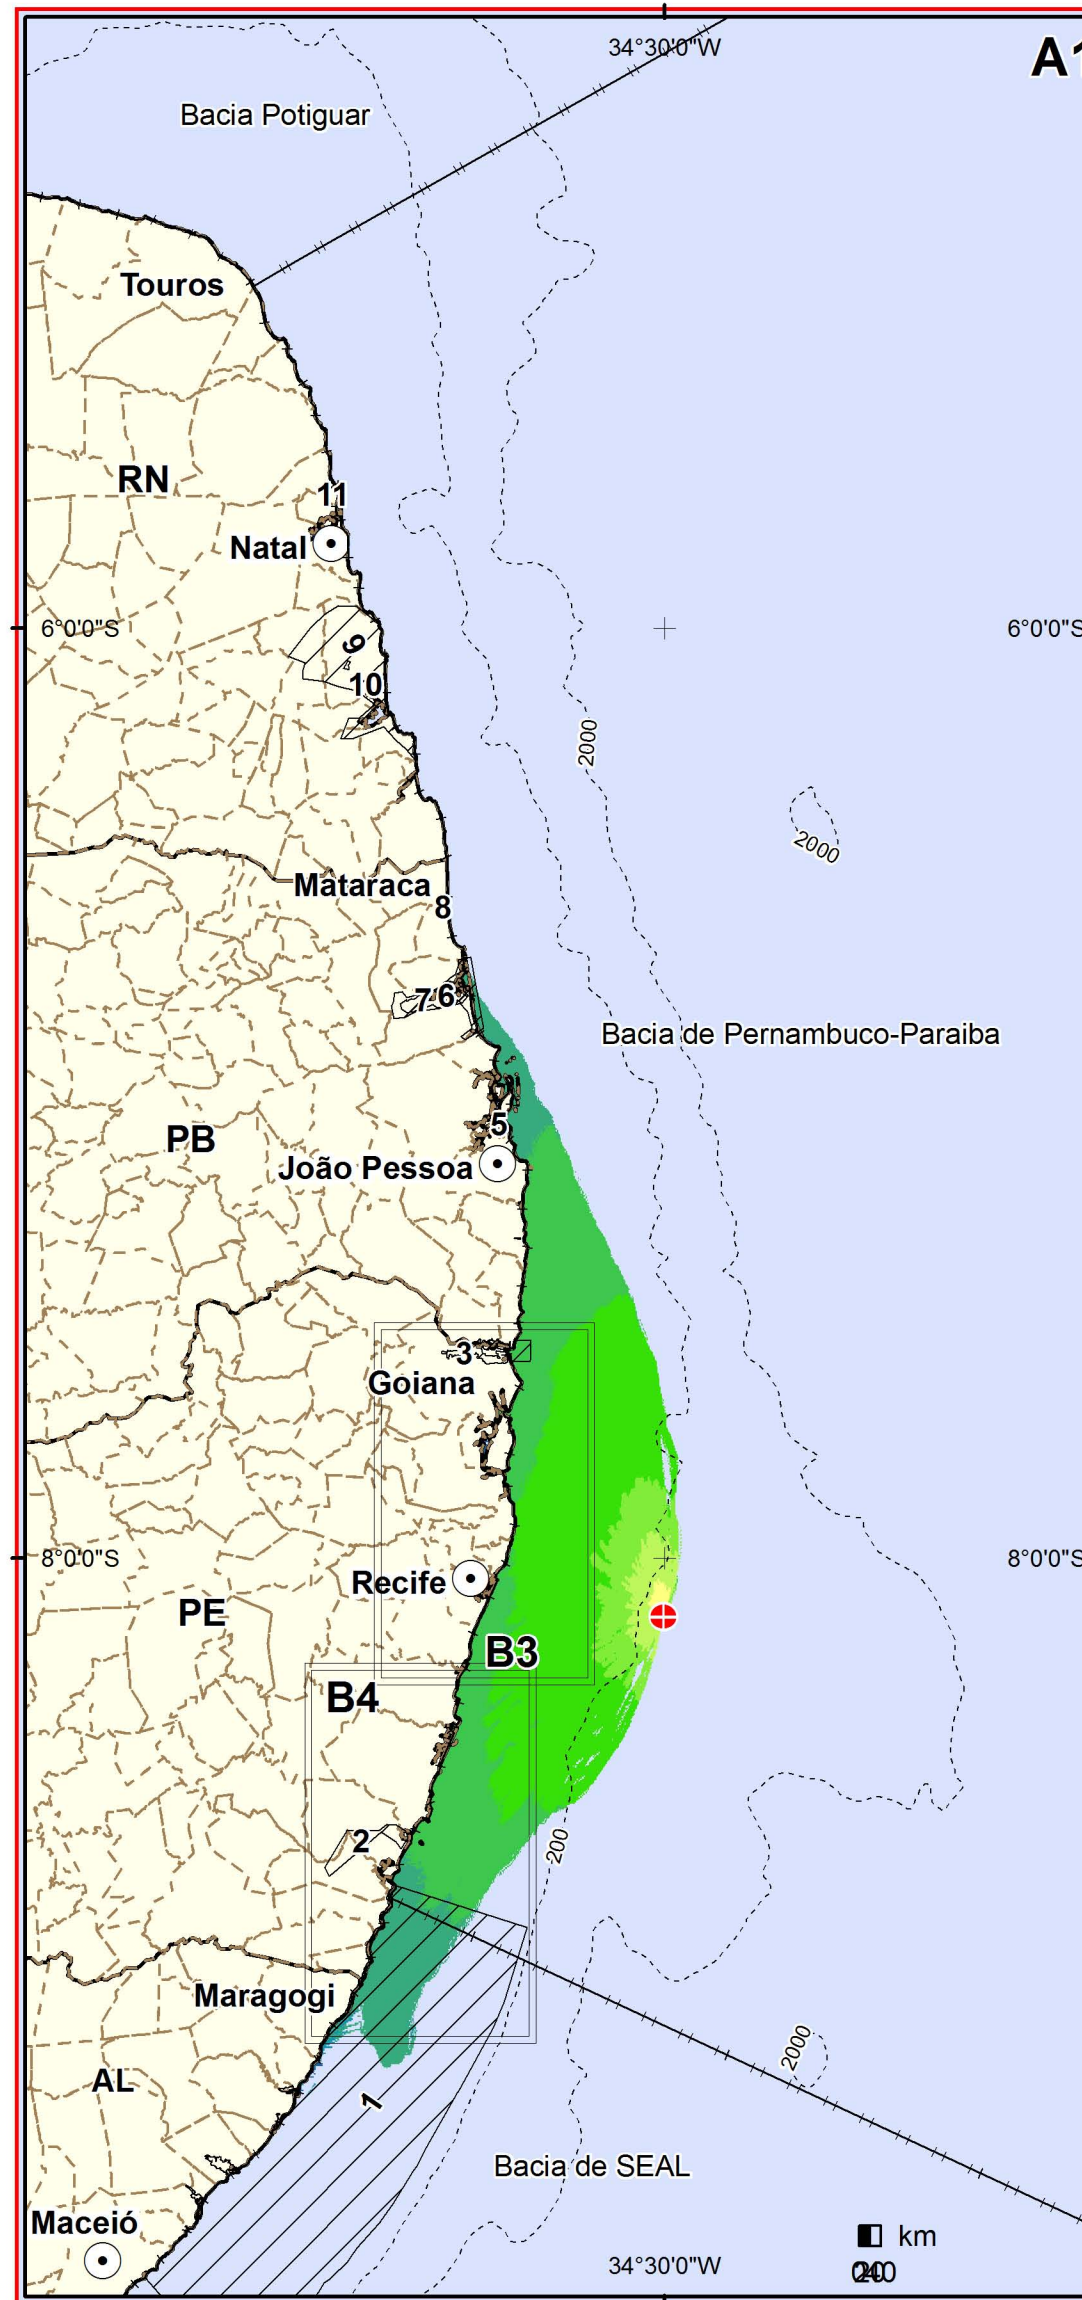 34°30'0"W
A1
Bacia Potiguar
Touros
RN
11
Natal
6°0'0"S
6°0'0"S
9
10
2000
2000
Mataraca
8
7
6
Bacia de Pernambuco-Paraiba
5
PB
João Pessoa
3
Goiana
8°0'0"S
8°0'0"S
Recife
PE
B3
B4
2
200
Maragogi
2000
AL
1
Bacia de SEAL
Maceió
km
34°30'0"W